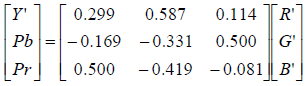 Y' 0.299 0.587 0.114 R'
Pb = -0.169 -0.331 0.500 G'
Pr 0.500 -0.419 -0.081 B'